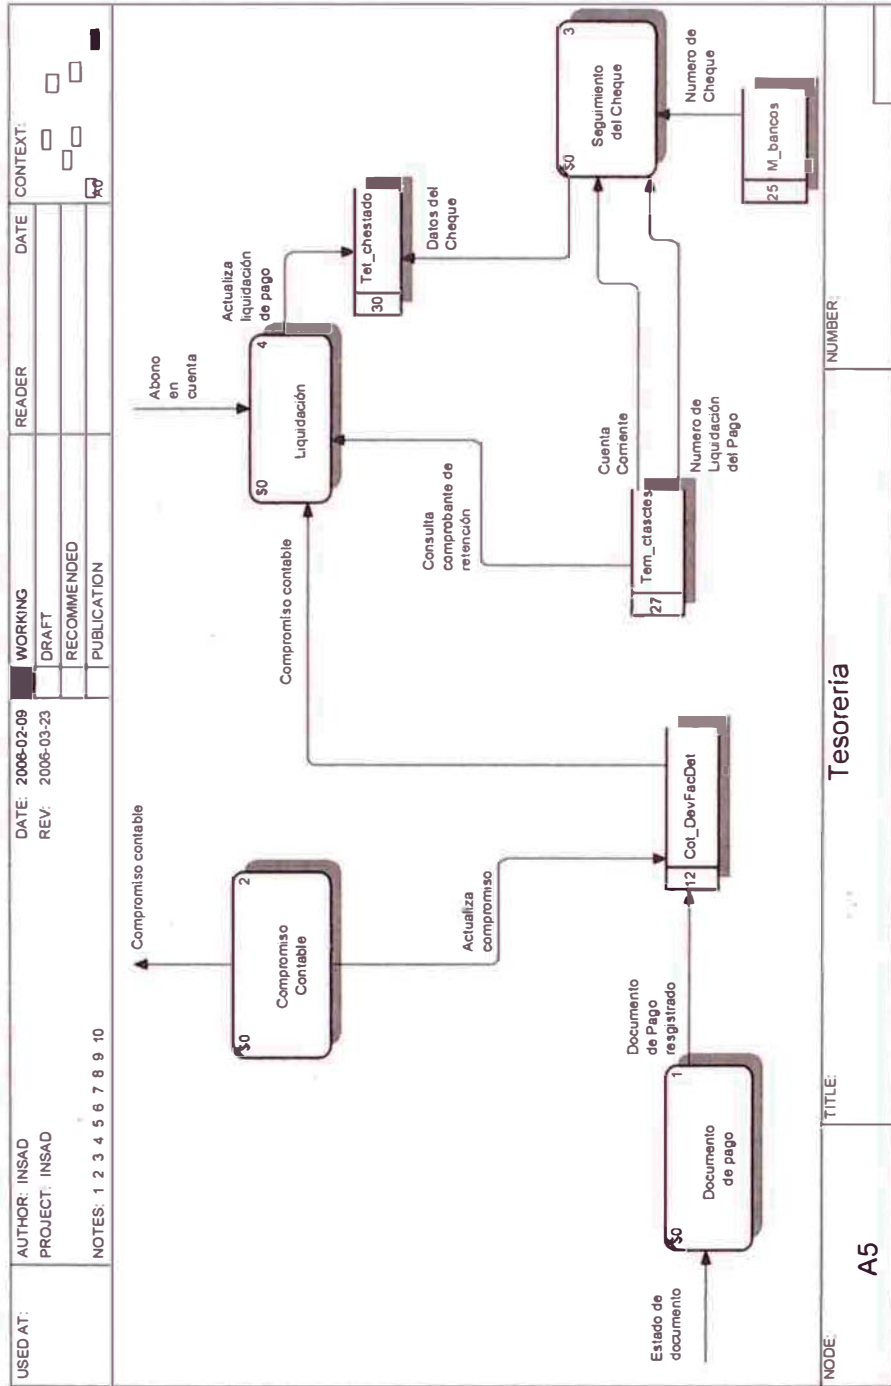 USED AT:
AUTHOR: INSAD
PROJECT: INSAD
NOTES: 1 2 3 4 5 6 7 8 9 10
DATE: 2006-02-09
REV: 2006-03-23
WORKING
DRAFT
RECOMMENDED
PUBLICATION
READER
DATE
CONTEXT:
A0
Compromiso contable
$0
2
Compromiso
Contable
Actualiza
compromiso
Compromiso contable
Abono
en
cuenta
$0
4
Liquidación
Actualiza
liquidación
de pago
30
Tet_chestado
Datos del
Cheque
$0
3
Seguimiento
del Cheque
Numero de
Cheque
25
M_bancos
Consulta
comprobante de
retención
Cuenta
Corriente
27
Tem_ctasctes
Numero de
Liquidación
del Pago
12
Cot_DevFacDet
Documento
de Pago
resgistrado
$0
1
Documento
de pago
Estado de
documento
NODE:
A5
TITLE:
Tesorería
NUMBER: